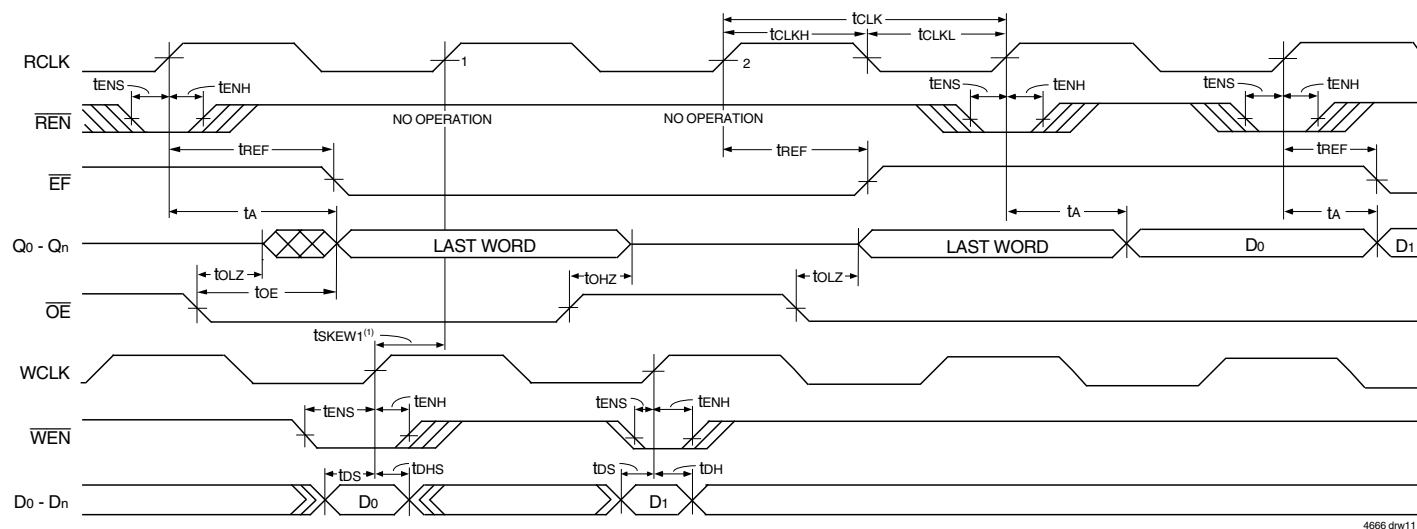 tCLK
tCLKH tCLKL
RCLK 1 2
tENS tENH tENS tENH tENS tENH
REN NO OPERATION NO OPERATION
tREF tREF tREF
EF
tA tA tA
Q0 - Qn LAST WORD LAST WORD D0 D1
tOLZ tOHZ tOLZ
tOE
OE
tSKEW1(1)
WCLK
tENS tENH tENS tENH
WEN
tDS tDHS tDS tDH
D0 - Dn D0 D1
4666 drw11